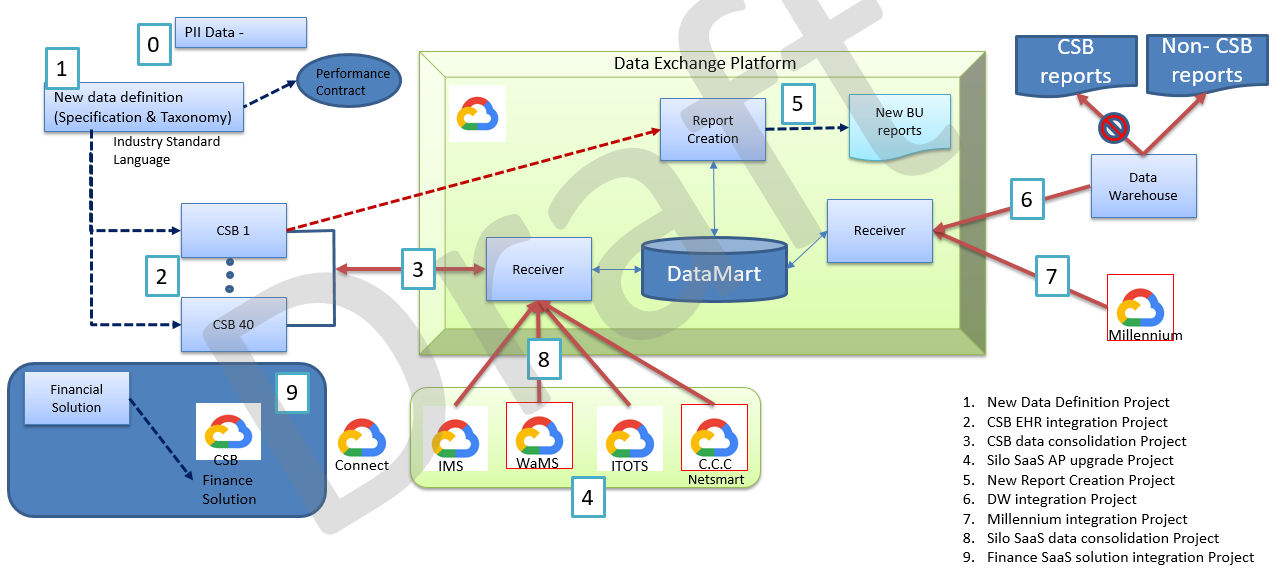 0
PII Data -
1
New data definition
(Specification & Taxonomy)
Industry Standard
Language
Performance
Contract
Data Exchange Platform
Report
Creation
5
New BU
reports
CSB
reports
Non- CSB
reports
Data
Warehouse
6
CSB 1
2
CSB 40
3
Receiver
DataMart
Receiver
7
Millennium
8
Financial
Solution
9
CSB
Finance
Solution
Connect
IMS
WaMS
ITOTS
C.C.C
Netsmart
4
Draft
1. New Data Definition Project
2. CSB EHR integration Project
3. CSB data consolidation Project
4. Silo SaaS AP upgrade Project
5. New Report Creation Project
6. DW integration Project
7. Millennium integration Project
8. Silo SaaS data consolidation Project
9. Finance SaaS solution integration Project